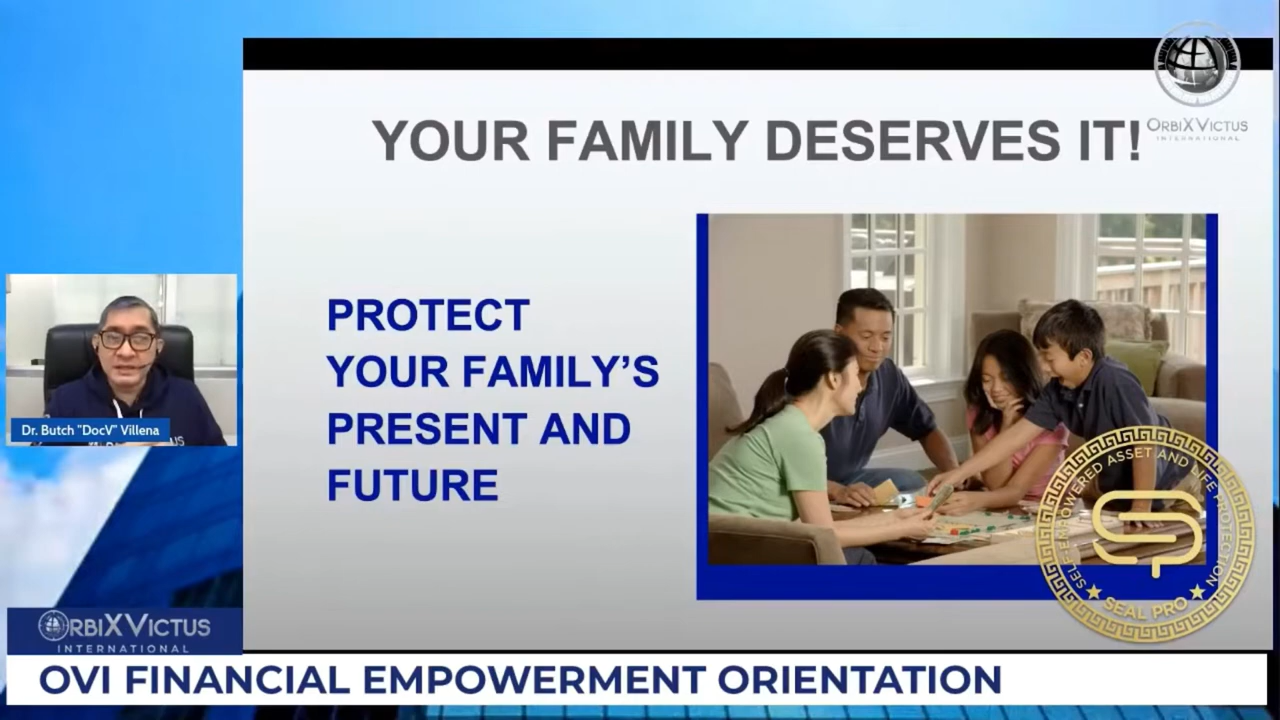 YOUR FAMILY DESERVES IT!
ORBIXVICTUS
INTERNATIONAL
PROTECT
YOUR FAMILY’S
PRESENT AND
FUTURE
Dr. Butch "DocV" Villena
US
SELF-EMPOWERED ASSET AND LIFE PROTECTION
SEAL PRO
ORBIXVICTUS
INTERNATIONAL
OVI FINANCIAL EMPOWERMENT ORIENTATION